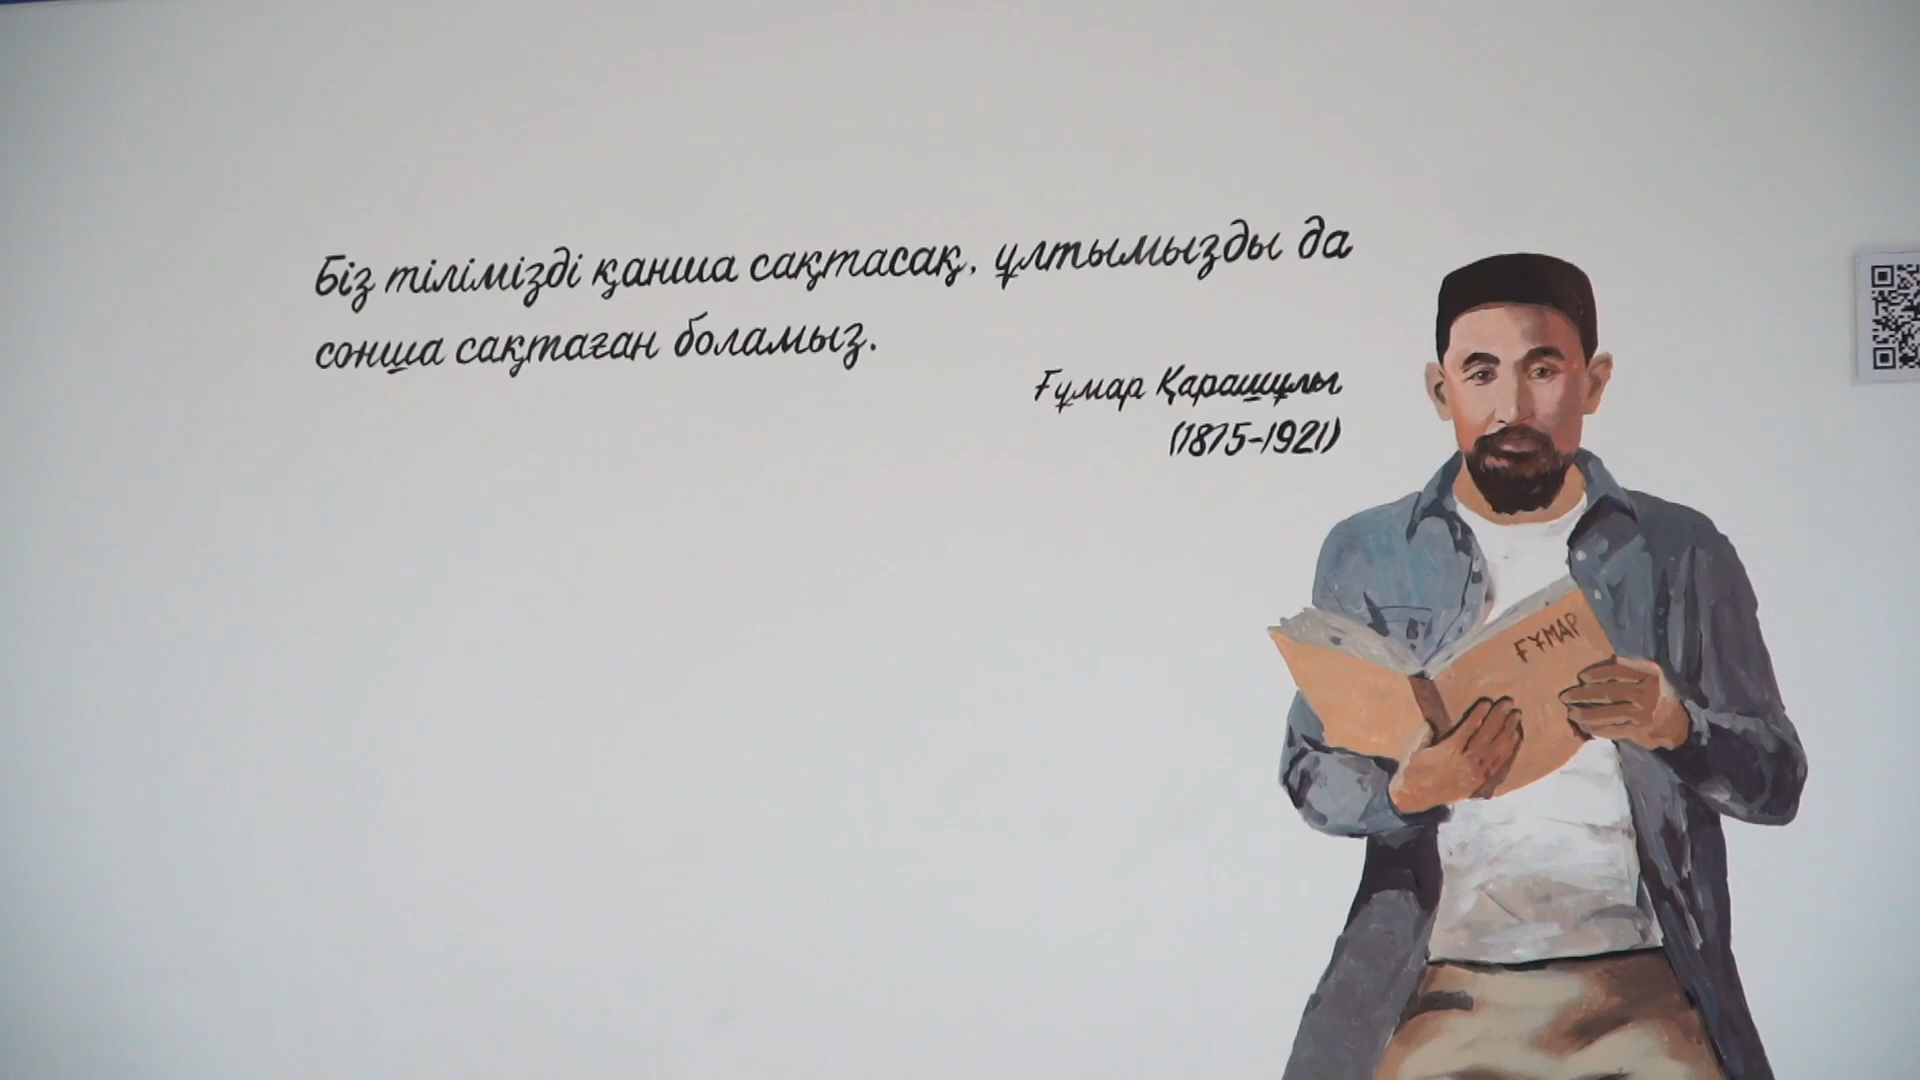 Біз тілімізді қанша сақтасақ, ұлтымызды да
сонша сақтаған боламыз.
Ғұмар Қарашұлы
(1875-1921)
ҒҰМАР